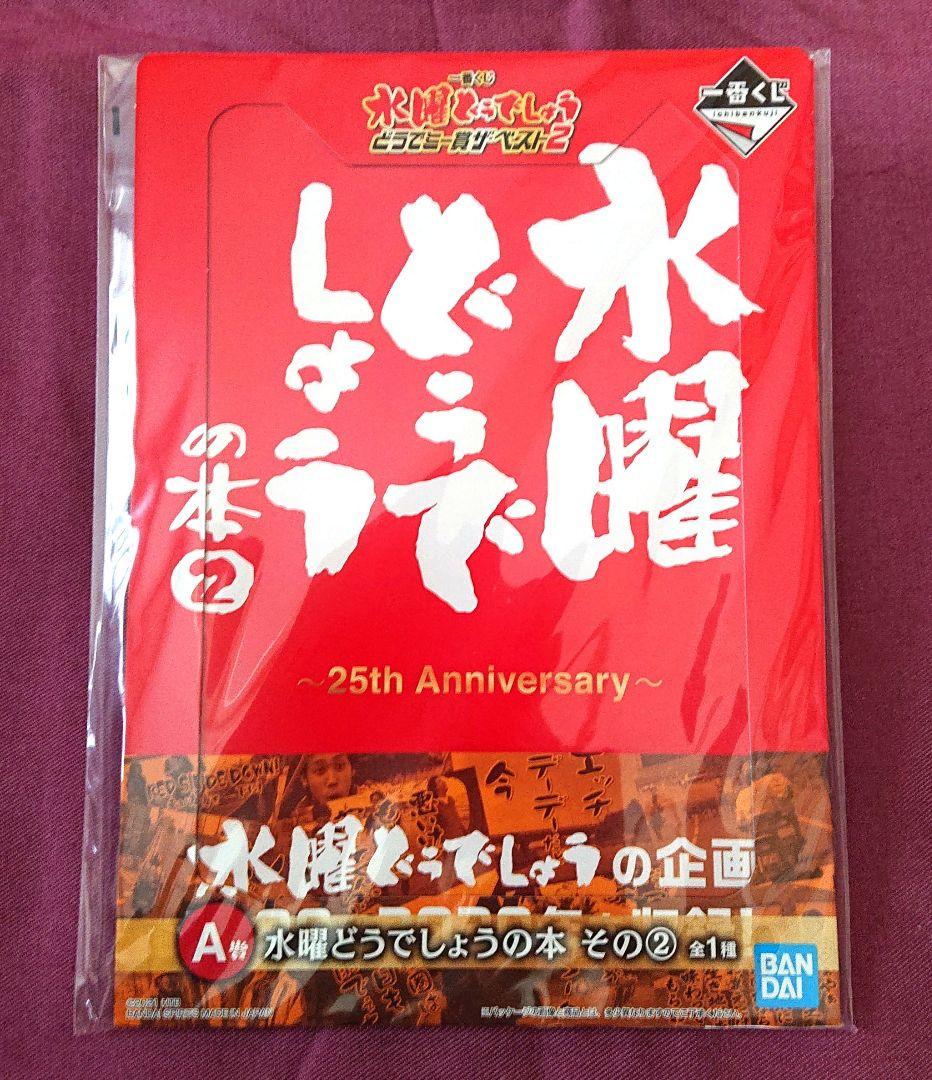 一番くじ
水曜どうでしょう
どうでミー賞ザ・ベスト2
一番くじ
ichibankuji
水曜
どうで
しょう
の本②
～25th Anniversary～
水曜どうでしょうの企画
A賞 水曜どうでしょうの本 その② 全1種
BAN
DAI
©2021 HTB
BANDAI SPIRITS MADE IN JAPAN